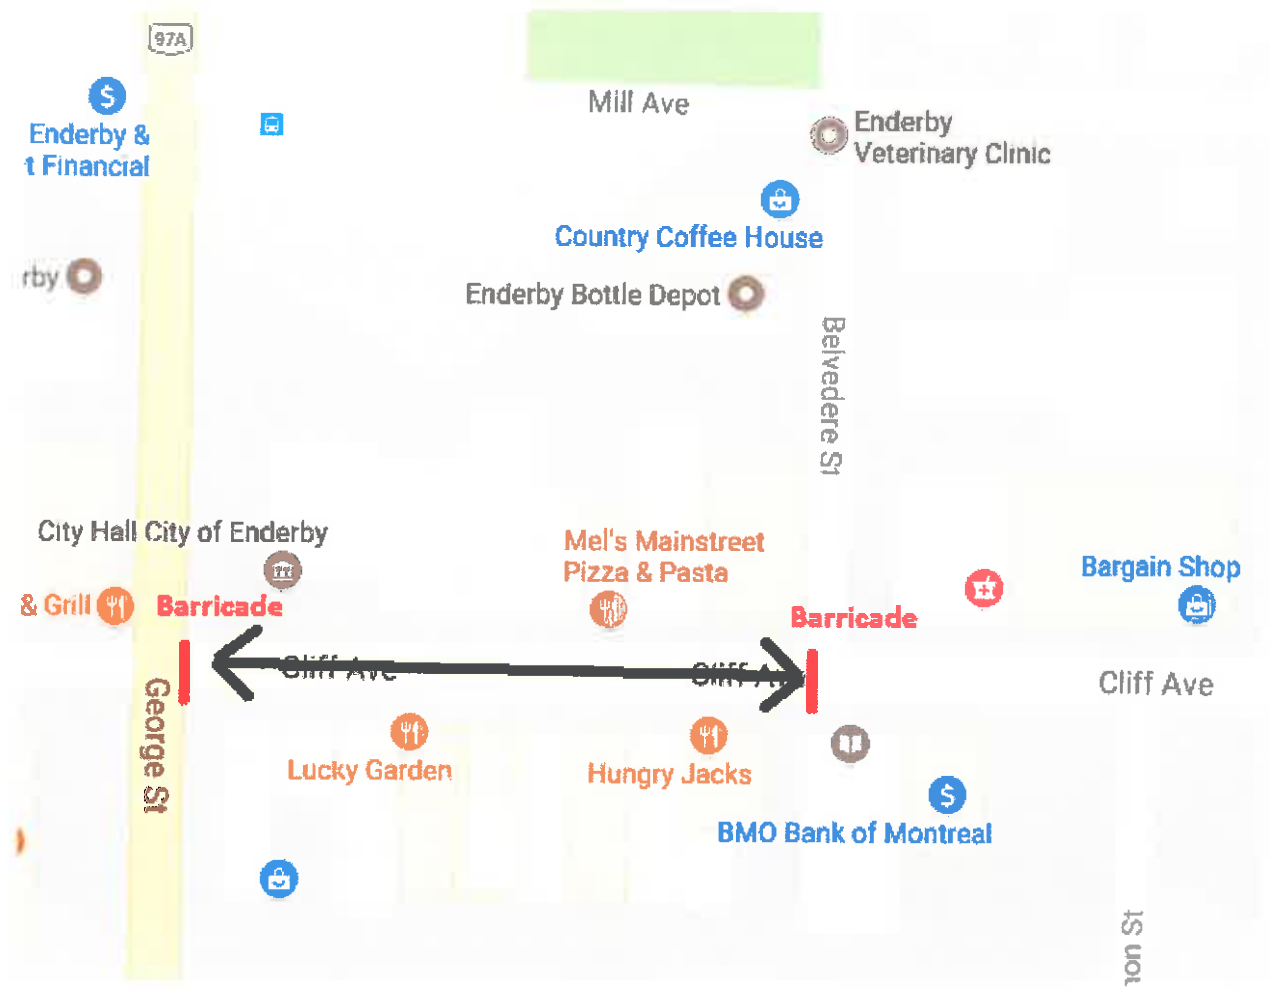 97A
Mill Ave
Enderby &
t Financial
Enderby
Veterinary Clinic
Country Coffee House
rby
Enderby Bottle Depot
Belvedere St
City Hall City of Enderby
Mel's Mainstreet
Pizza & Pasta
Bargain Shop
& Grill
Barricade
Barricade
Cliff Ave
Cliff Ave
Cliff Ave
George St
Lucky Garden
Hungry Jacks
BMO Bank of Montreal
ton St